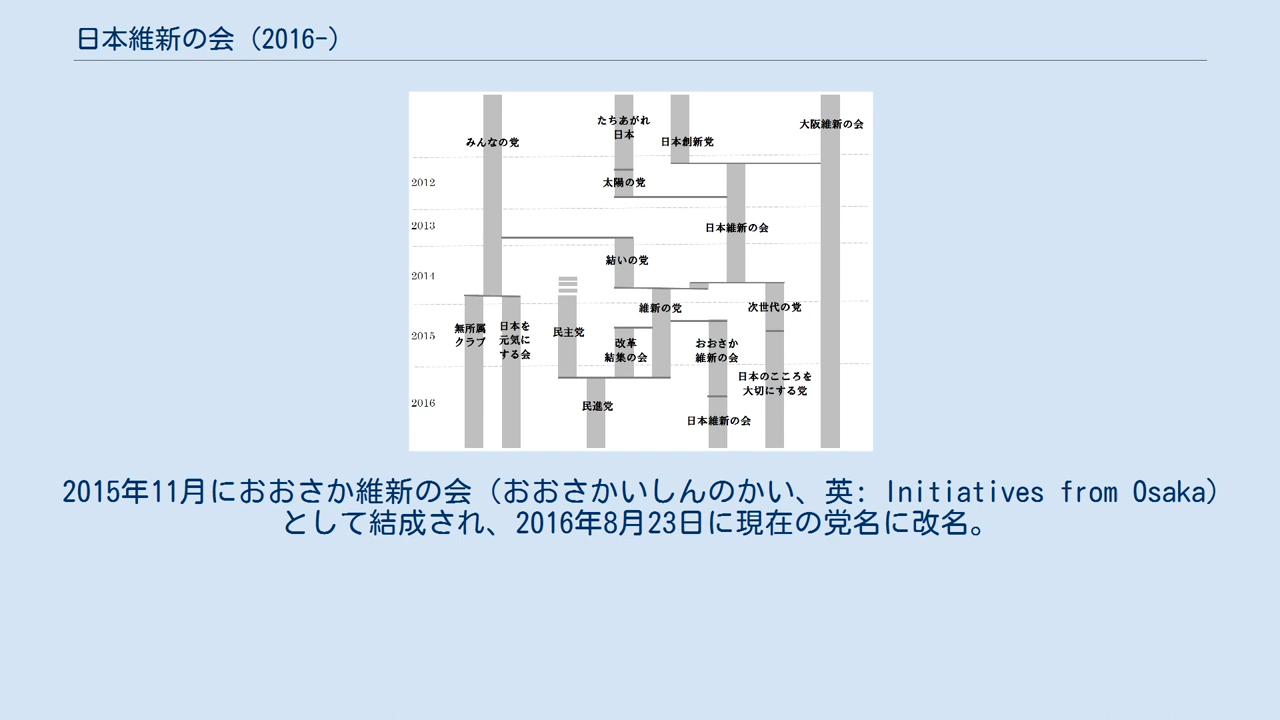 日本維新の会（2016-）
みんなの党
たちあがれ
日本
日本創新党
大阪維新の会
2012
太陽の党
2013
日本維新の会
結いの党
2014
維新の党
次世代の党
2015
無所属
クラブ
日本を
元気に
する会
民主党
改革
結集の会
おおさか
維新の会
日本のこころを
大切にする党
2016
民進党
日本維新の会
2015年11月におおさか維新の会（おおさかいしんのかい、英: Initiatives from Osaka）
として結成され、2016年8月23日に現在の党名に改名。